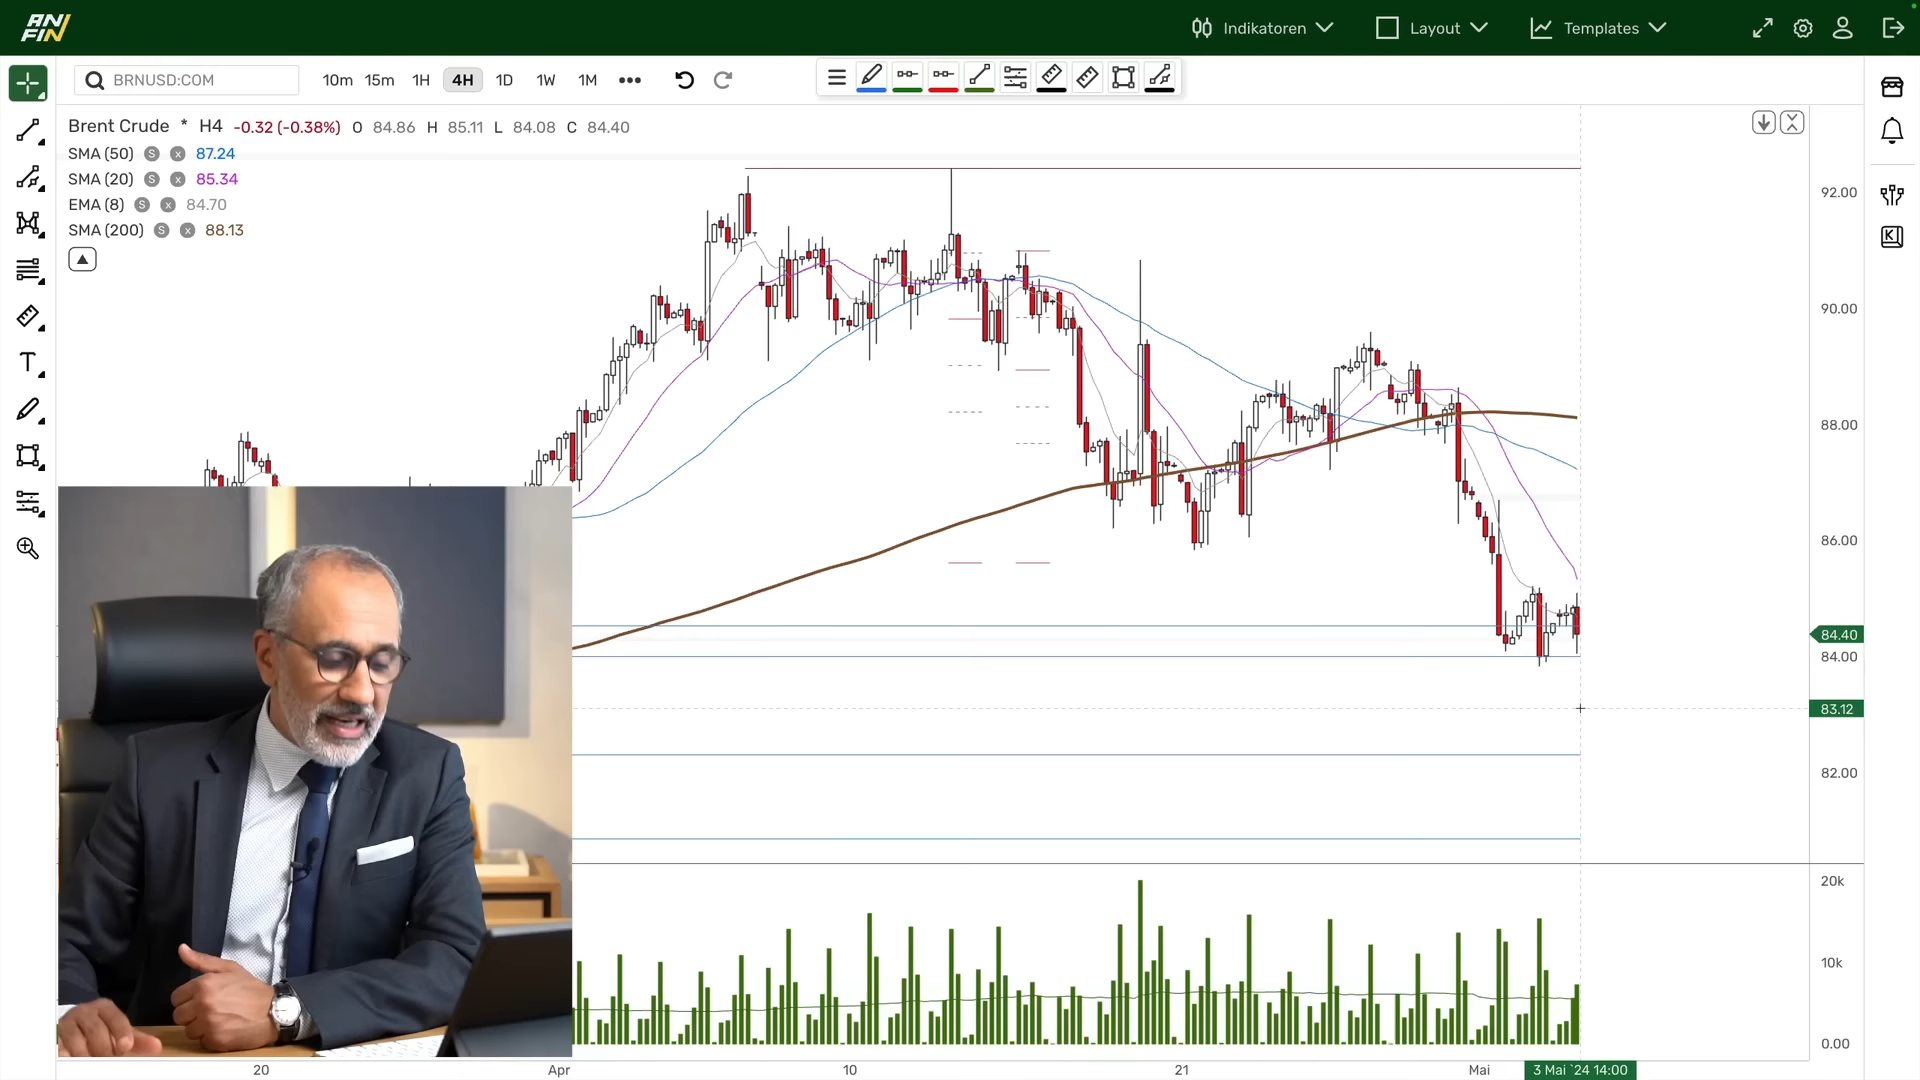 ANFIN
Indikatoren
Layout
Templates
BRNUSD:COM
10m 15m 1H 4H 1D 1W 1M
Brent Crude * H4 -0.32 (-0.38%) O 84.86 H 85.11 L 84.08 C 84.40
SMA (50) S x 87.24
SMA (20) S x 85.34
EMA (8) S x 84.70
SMA (200) S x 88.13
T
K
92.00
90.00
88.00
86.00
84.40
84.00
83.12
82.00
20k
10k
0.00
20 Apr 10 21 Mai 3 Mai `24 14:00